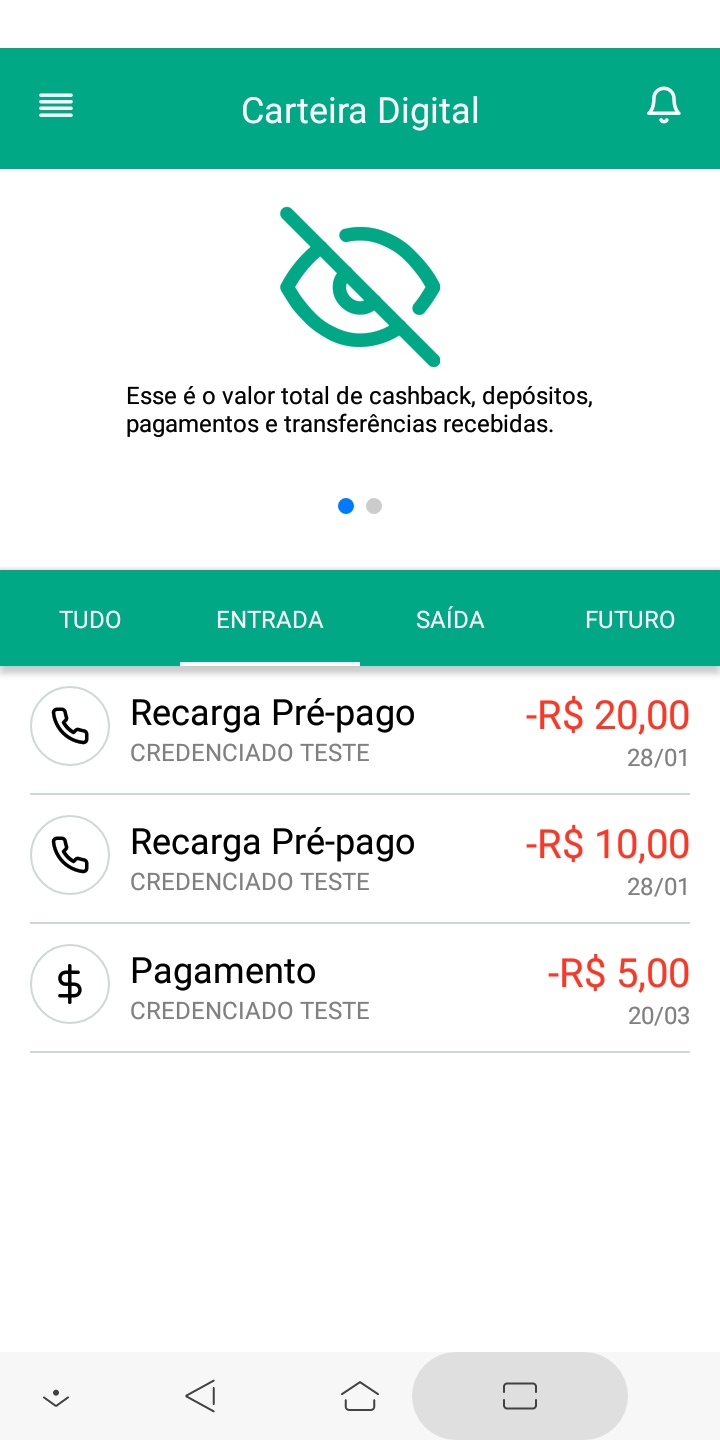 Carteira Digital
Esse é o valor total de cashback, depósitos,
pagamentos e transferências recebidas.
TUDO ENTRADA SAÍDA FUTURO
Recarga Pré-pago -R$ 20,00
CREDENCIADO TESTE 28/01
Recarga Pré-pago -R$ 10,00
CREDENCIADO TESTE 28/01
Pagamento -R$ 5,00
CREDENCIADO TESTE 20/03